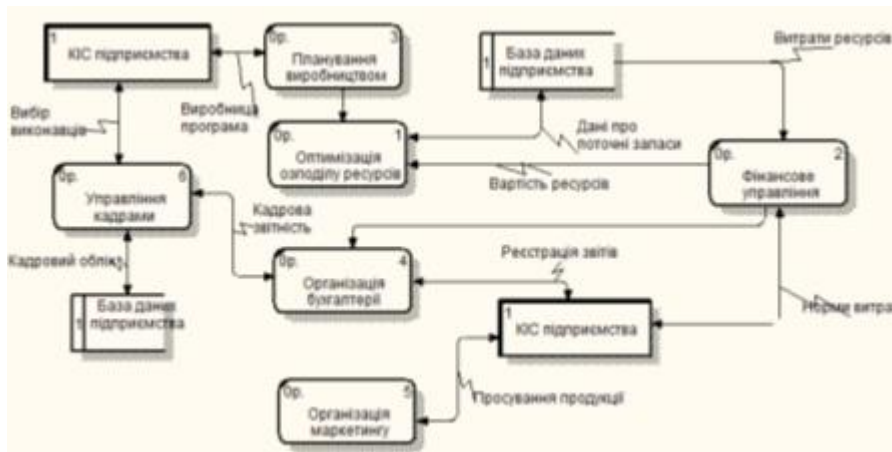 1
КІС підприємства
0р.
3
Планування
виробництвом
1
База даних
підприємства
Витрати ресурсів
Вибір
виконавців
Виробнича
програма
0р.
1
Оптимізація
озподілу ресурсів
Дані про
поточні запаси
0р.
2
Фінансове
управління
Вартість ресурсів
0р.
6
Управління
кадрами
Кадрова
звітність
Кадровий облік
0р.
4
Організація
бухгалтерії
Реєстрація звітів
1
База даних
підприємства
1
КІС підприємства
Норми витра
0р.
5
Організація
маркетингу
Просування продукції